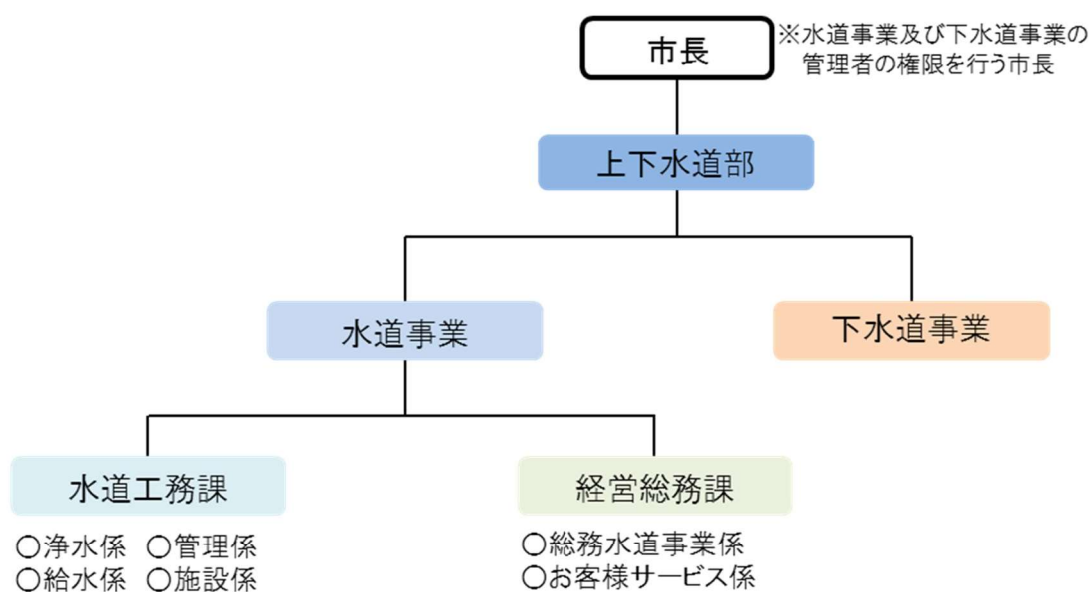 市長
※水道事業及び下水道事業の
管理者の権限を行う市長
上下水道部
水道事業
下水道事業
水道工務課
経営総務課
○浄水係 ○管理係
○給水係 ○施設係
○総務水道事業係
○お客様サービス係